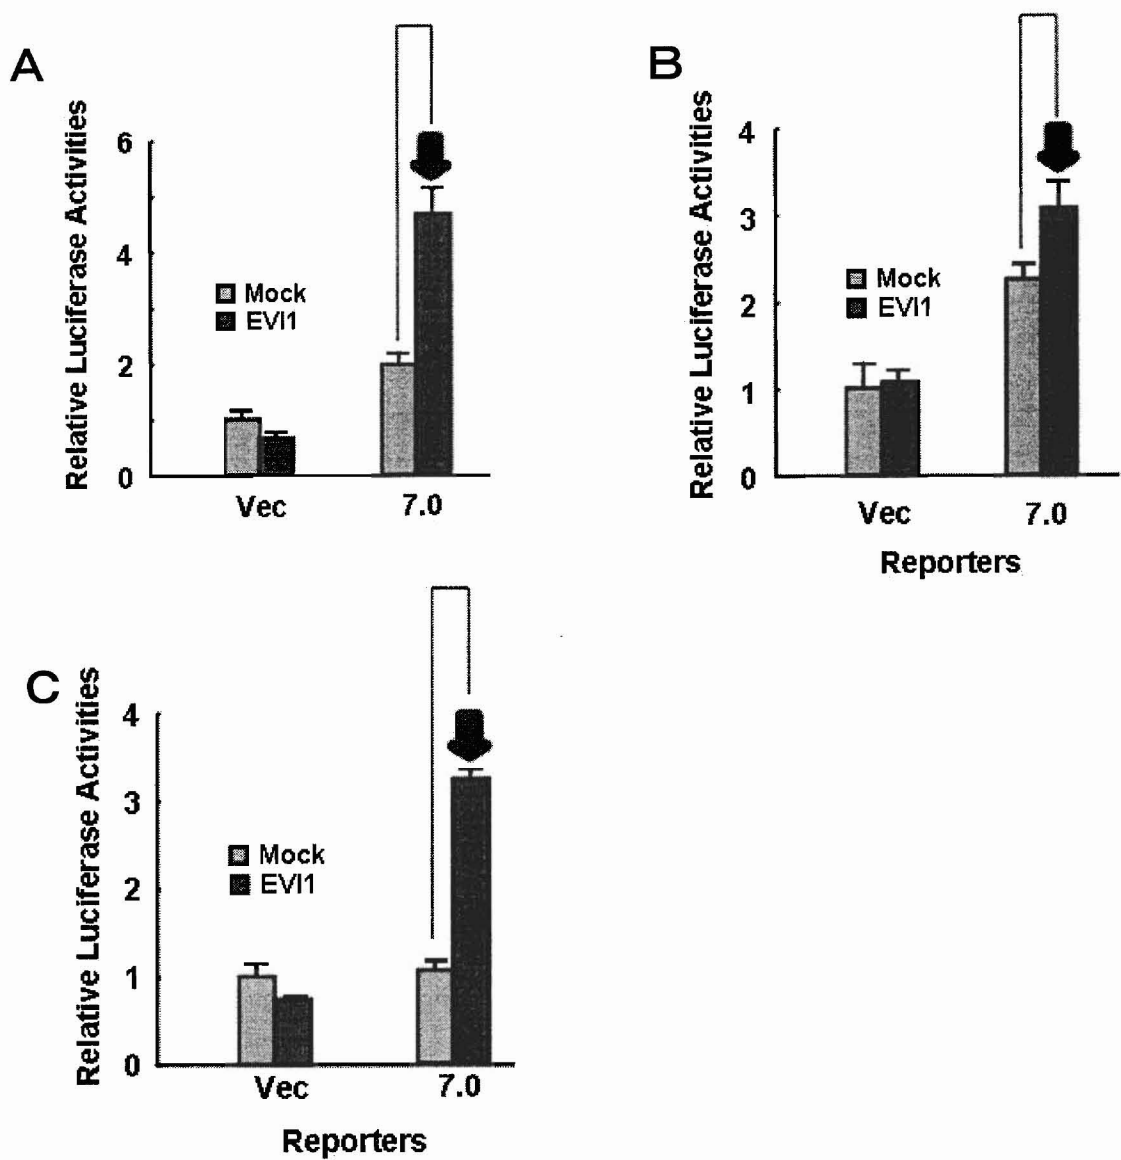 A
Relative Luciferase Activities
6
4
2
0
Mock
EVI1
Vec 7.0
B
Relative Luciferase Activities
4
3
2
1
0
Mock
EVI1
Vec 7.0
Reporters
C
Relative Luciferase Activities
4
3
2
1
0
Mock
EVI1
Vec 7.0
Reporters